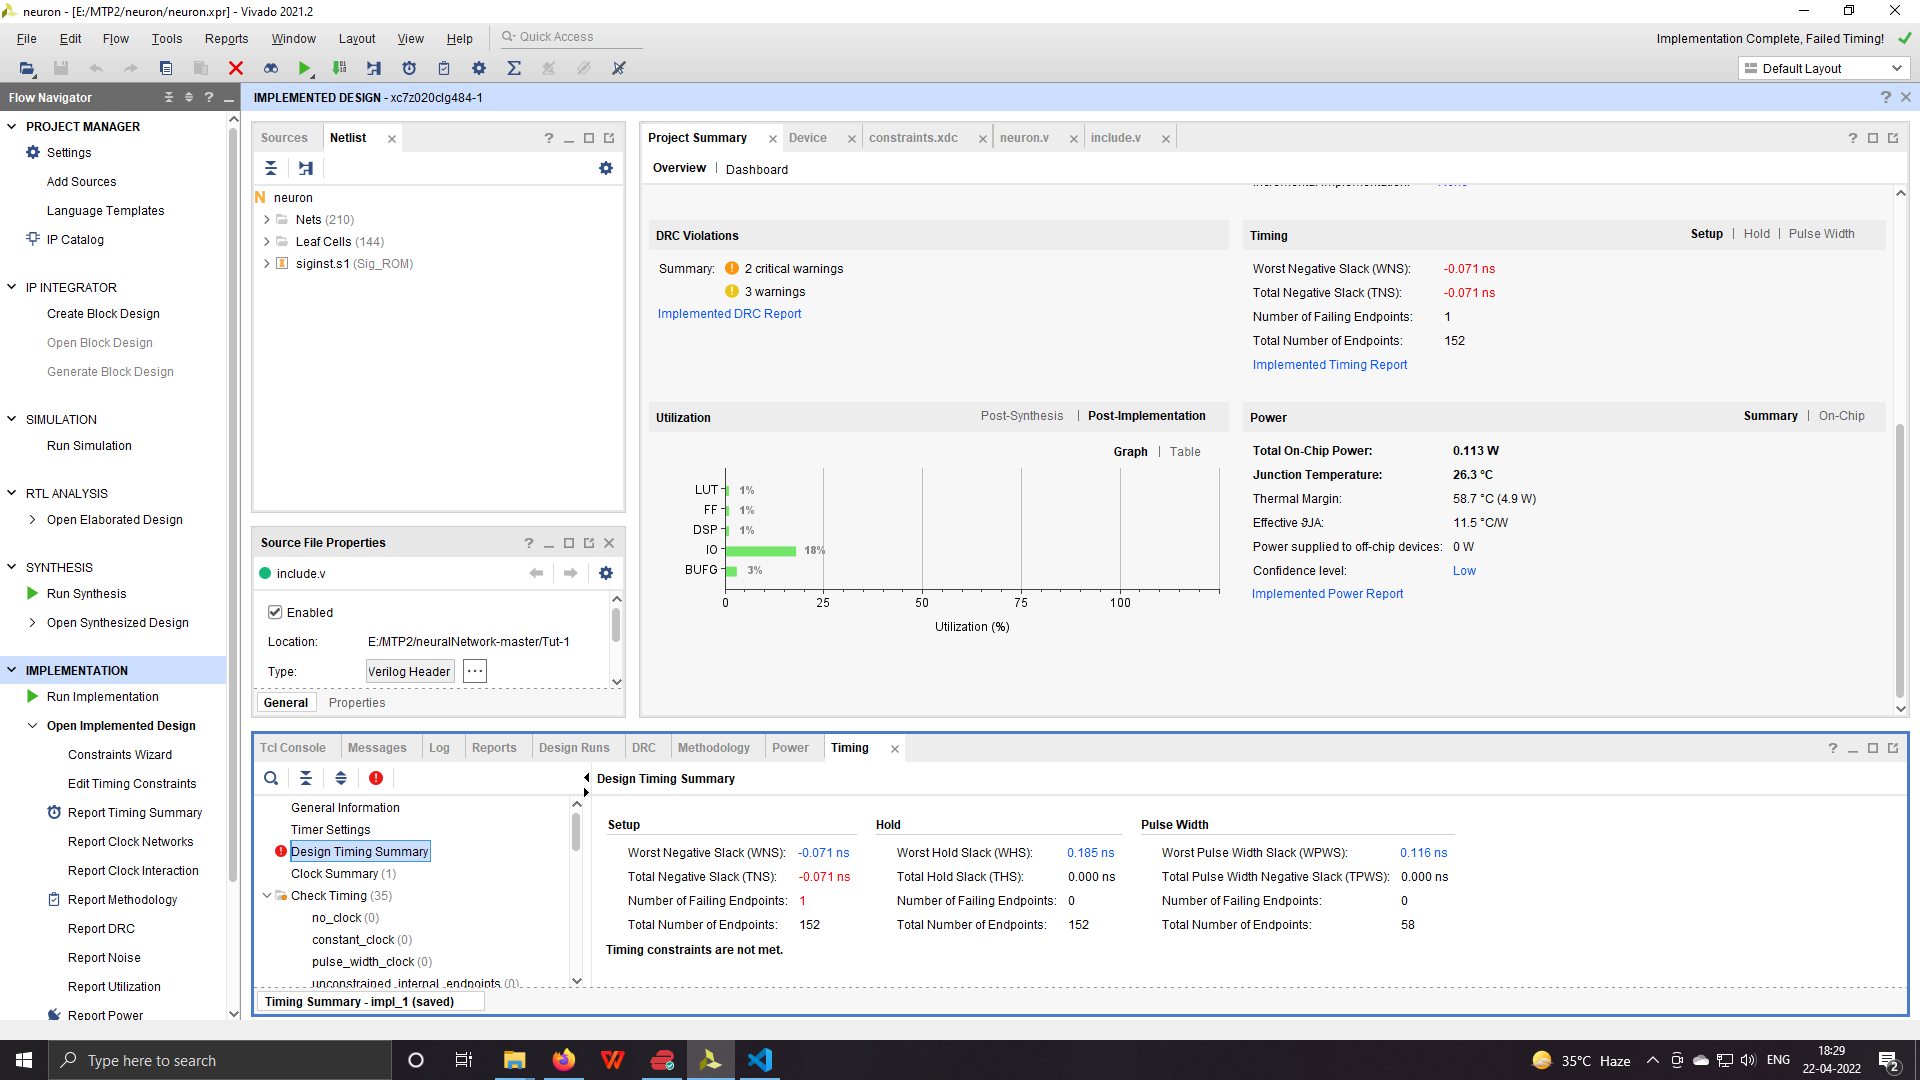 neuron - [E:/MTP2/neuron/neuron.xpr] - Vivado 2021.2
File Edit Flow Tools Reports Window Layout View Help Quick Access
Implementation Complete, Failed Timing!
Default Layout
Flow Navigator
PROJECT MANAGER
Settings
Add Sources
Language Templates
IP Catalog
IP INTEGRATOR
Create Block Design
Open Block Design
Generate Block Design
SIMULATION
Run Simulation
RTL ANALYSIS
Open Elaborated Design
SYNTHESIS
Run Synthesis
Open Synthesized Design
IMPLEMENTATION
Run Implementation
Open Implemented Design
Constraints Wizard
Edit Timing Constraints
Report Timing Summary
Report Clock Networks
Report Clock Interaction
Report Methodology
Report DRC
Report Noise
Report Utilization
Report Power
IMPLEMENTED DESIGN - xc7z020clg484-1
Sources Netlist
N neuron
Nets (210)
Leaf Cells (144)
siginst.s1 (Sig_ROM)
Source File Properties
include.v
Enabled
Location: E:/MTP2/neuralNetwork-master/Tut-1
Type: Verilog Header ...
General Properties
Project Summary Device constraints.xdc neuron.v include.v
Overview | Dashboard
DRC Violations
Summary: 2 critical warnings
3 warnings
Implemented DRC Report
Timing Setup | Hold | Pulse Width
Worst Negative Slack (WNS): -0.071 ns
Total Negative Slack (TNS): -0.071 ns
Number of Failing Endpoints: 1
Total Number of Endpoints: 152
Implemented Timing Report
Utilization Post-Synthesis | Post-Implementation
Graph | Table
LUT 1%
FF 1%
DSP 1%
IO 18%
BUFG 3%
0 25 50 75 100
Utilization (%)
Power Summary | On-Chip
Total On-Chip Power: 0.113 W
Junction Temperature: 26.3 °C
Thermal Margin: 58.7 °C (4.9 W)
Effective ϑJA: 11.5 °C/W
Power supplied to off-chip devices: 0 W
Confidence level: Low
Implemented Power Report
Tcl Console Messages Log Reports Design Runs DRC Methodology Power Timing
General Information
Timer Settings
Design Timing Summary
Clock Summary (1)
Check Timing (35)
no_clock (0)
constant_clock (0)
pulse_width_clock (0)
unconstrained_internal_endpoints (0)
Timing Summary - impl_1 (saved)
Design Timing Summary
Setup Hold Pulse Width
Worst Negative Slack (WNS): -0.071 ns Worst Hold Slack (WHS): 0.185 ns Worst Pulse Width Slack (WPWS): 0.116 ns
Total Negative Slack (TNS): -0.071 ns Total Hold Slack (THS): 0.000 ns Total Pulse Width Negative Slack (TPWS): 0.000 ns
Number of Failing Endpoints: 1 Number of Failing Endpoints: 0 Number of Failing Endpoints: 0
Total Number of Endpoints: 152 Total Number of Endpoints: 152 Total Number of Endpoints: 58
Timing constraints are not met.
Type here to search
35°C Haze
ENG
18:29
22-04-2022
2